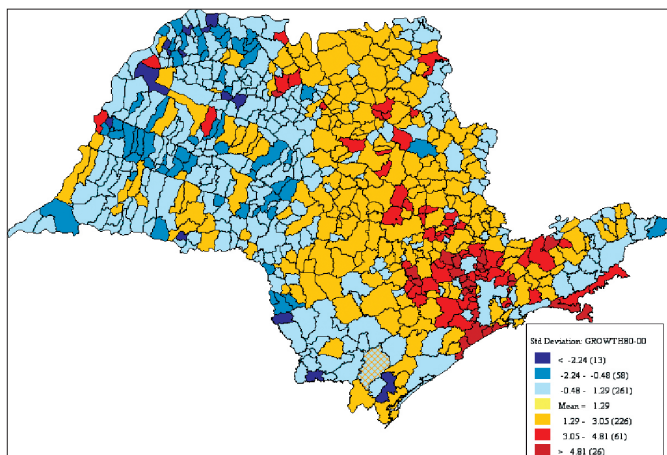 Std Deviation: GROWTH80-00
< -2.24 (13)
-2.24 - -0.48 (58)
-0.48 - 1.29 (261)
Mean = 1.29
1.29 - 3.05 (226)
3.05 - 4.81 (61)
> 4.81 (26)